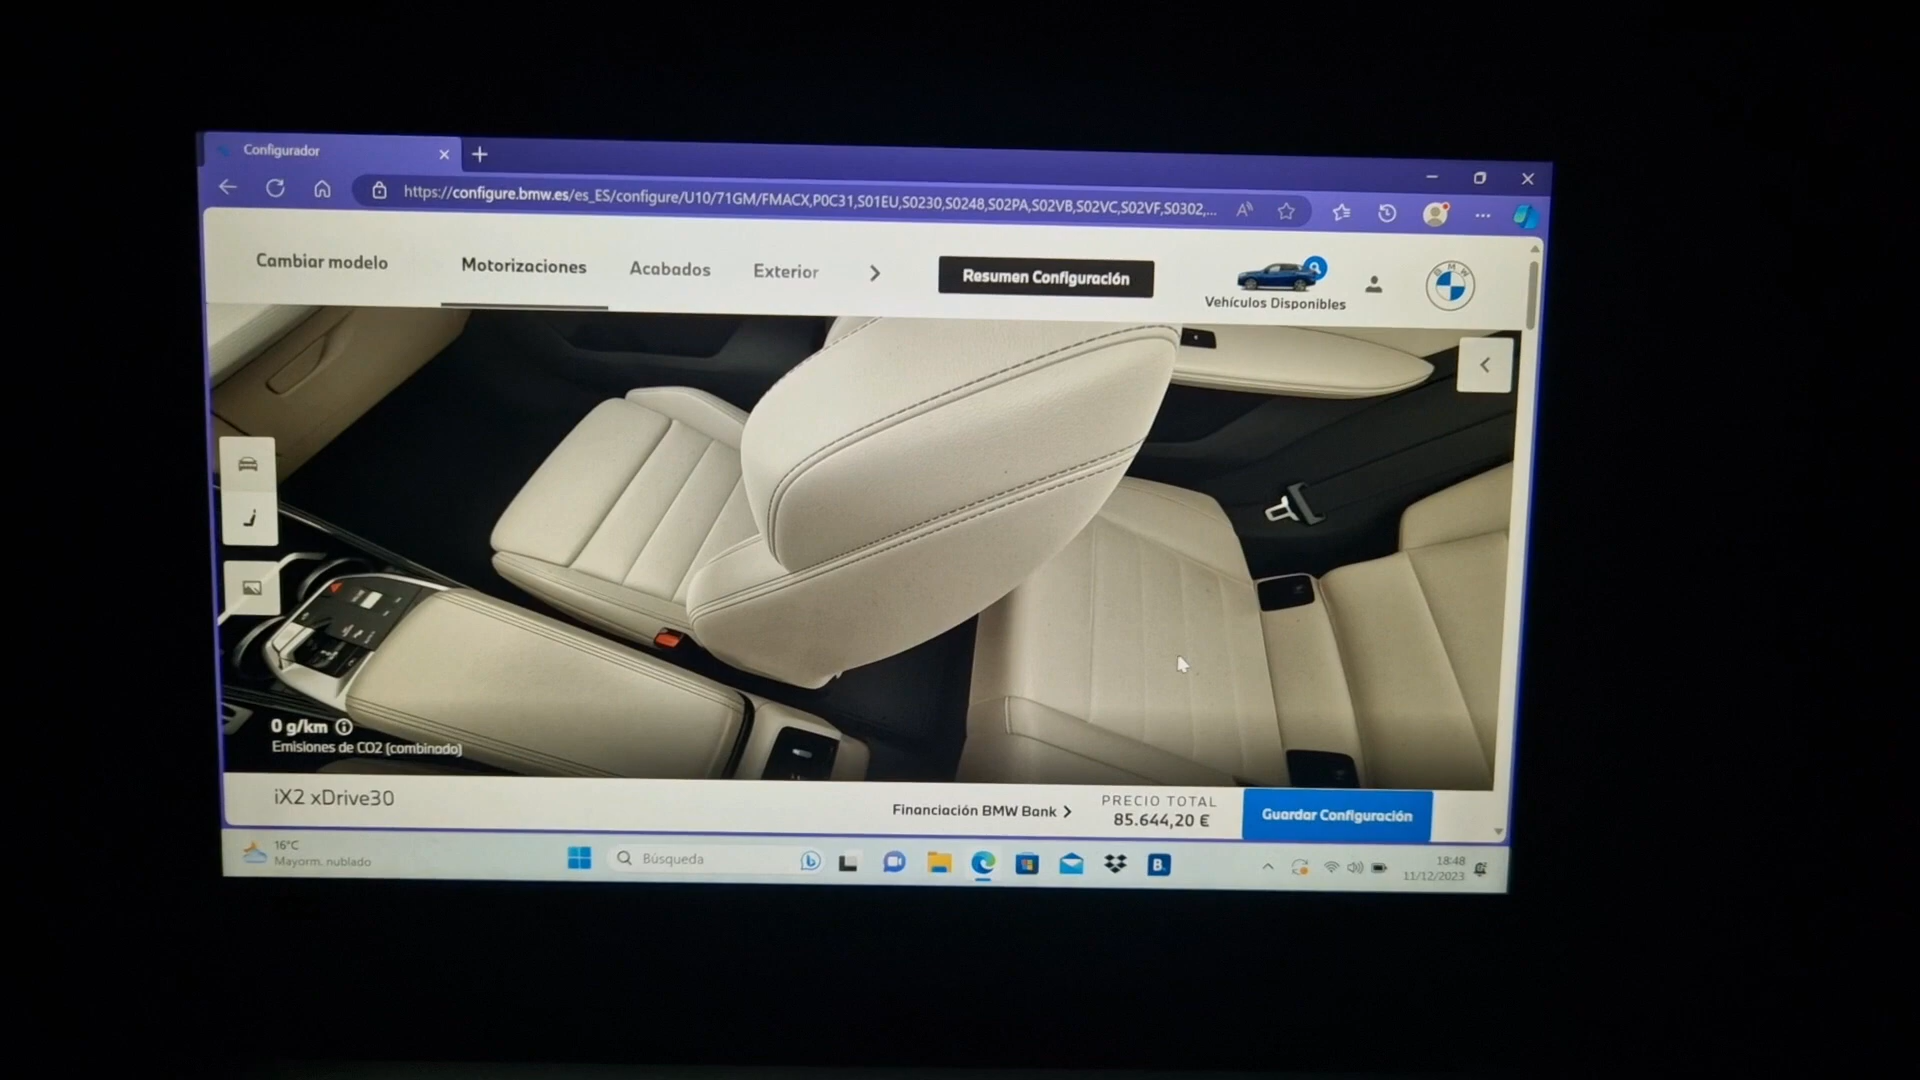 Configurador
https://configure.bmw.es/es_ES/configure/U10/71GM/FMACX,P0C31,S01EU,S0230,S0248,S02PA,S02VB,S02VC,S02VF,S0302,...
Cambiar modelo
Motorizaciones
Acabados
Exterior
Resumen Configuración
Vehículos Disponibles
BMW
0 g/km
Emisiones de CO2 (combinado)
iX2 xDrive30
Financiación BMW Bank
PRECIO TOTAL
85.644,20 €
Guardar Configuración
16°C
Mayorm. nublado
Búsqueda
B.
18:48
11/12/2023